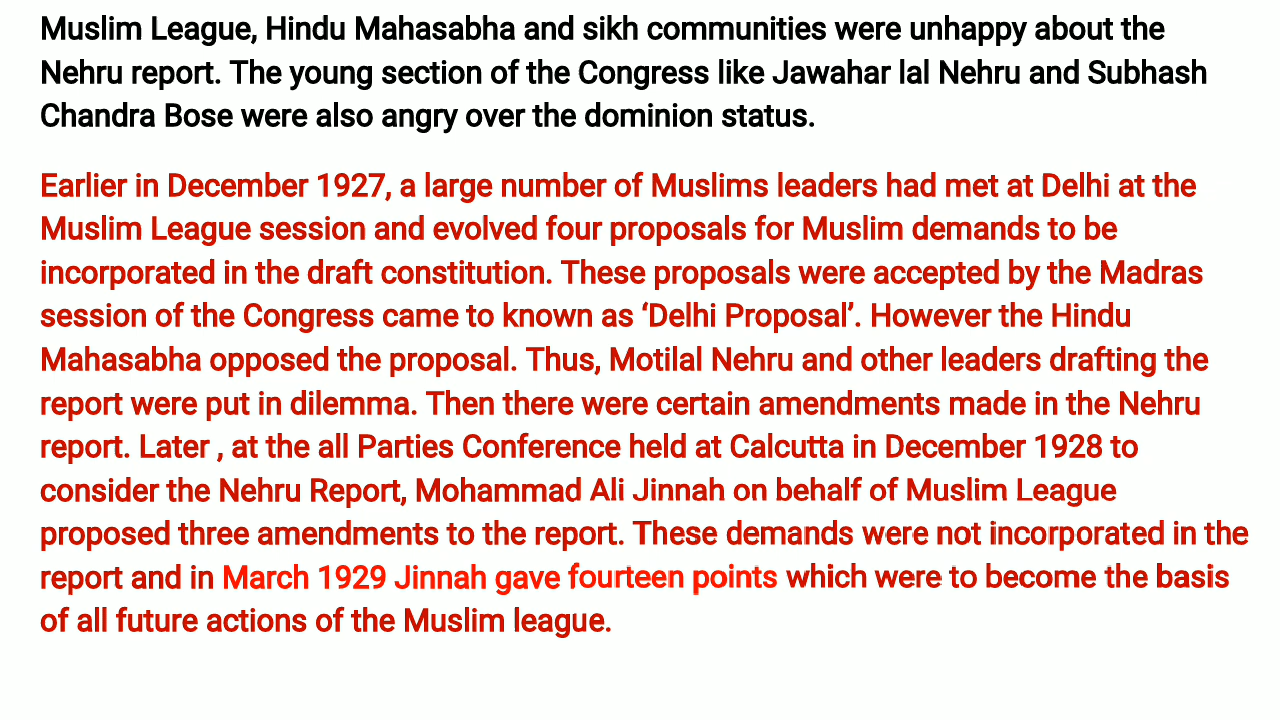 Muslim League, Hindu Mahasabha and sikh communities were unhappy about the
Nehru report. The young section of the Congress like Jawahar lal Nehru and Subhash
Chandra Bose were also angry over the dominion status.
Earlier in December 1927, a large number of Muslims leaders had met at Delhi at the
Muslim League session and evolved four proposals for Muslim demands to be
incorporated in the draft constitution. These proposals were accepted by the Madras
session of the Congress came to known as ‘Delhi Proposal’. However the Hindu
Mahasabha opposed the proposal. Thus, Motilal Nehru and other leaders drafting the
report were put in dilemma. Then there were certain amendments made in the Nehru
report. Later , at the all Parties Conference held at Calcutta in December 1928 to
consider the Nehru Report, Mohammad Ali Jinnah on behalf of Muslim League
proposed three amendments to the report. These demands were not incorporated in the
report and in March 1929 Jinnah gave fourteen points which were to become the basis
of all future actions of the Muslim league.